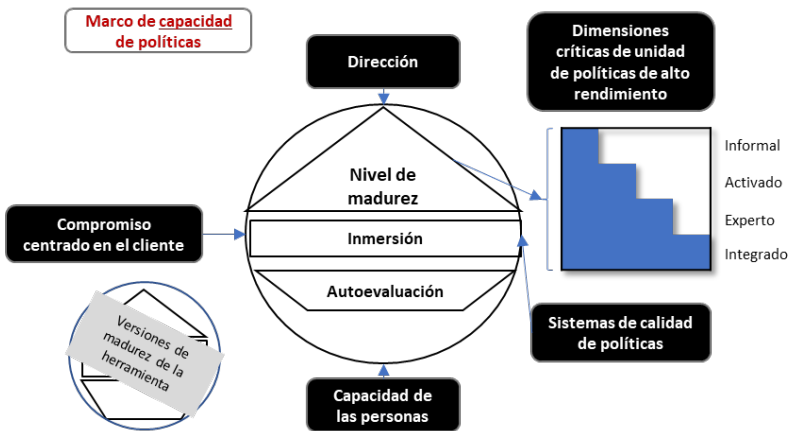 Marco de capacidad
de políticas
Dirección
Dimensiones
críticas de unidad
de políticas de alto
rendimiento
Nivel de
madurez
Informal
Activado
Experto
Integrado
Compromiso
centrado en el cliente
Inmersión
Autoevaluación
Versiones de
madurez de la
herramienta
Sistemas de calidad
de políticas
Capacidad de
las personas